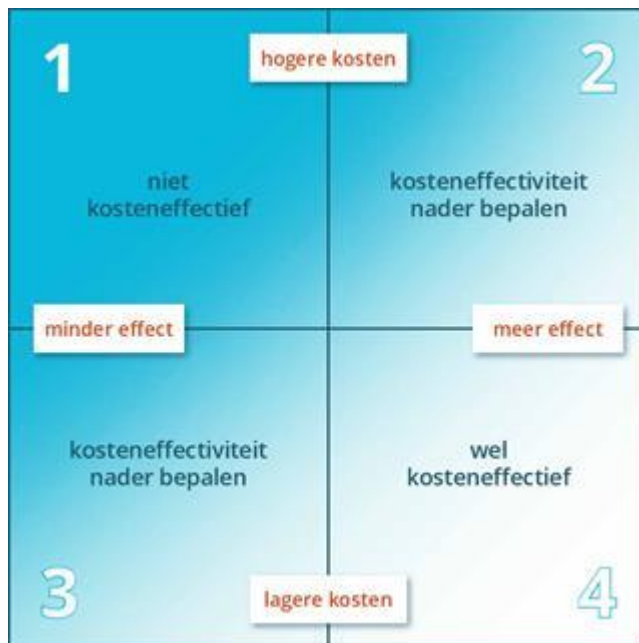 1
hogere kosten
2
niet
kosteneffectief
kosteneffectiviteit
nader bepalen
minder effect
meer effect
kosteneffectiviteit
nader bepalen
wel
kosteneffectief
3
lagere kosten
4